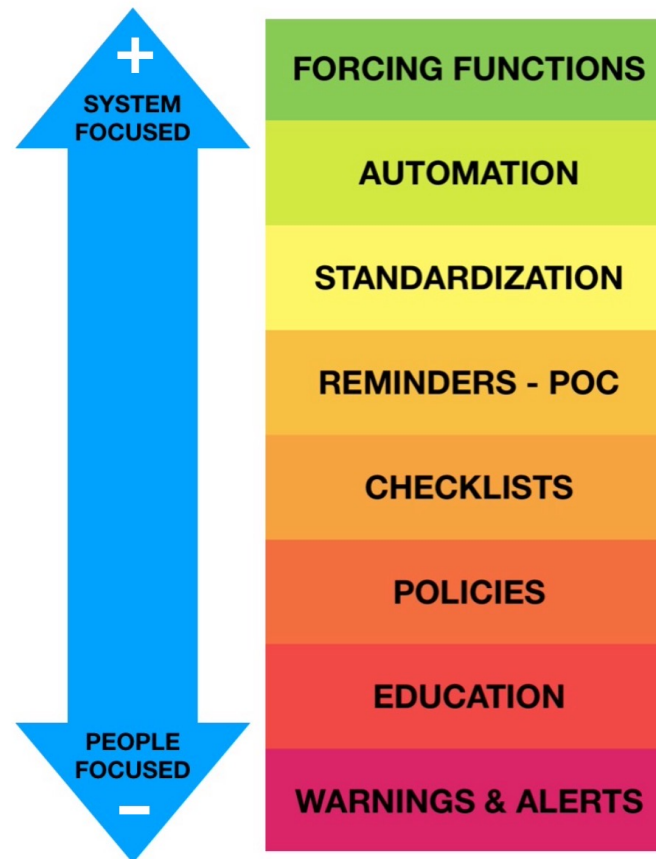 +
SYSTEM
FOCUSED
FORCING FUNCTIONS
AUTOMATION
STANDARDIZATION
REMINDERS - POC
CHECKLISTS
POLICIES
EDUCATION
WARNINGS & ALERTS
PEOPLE
FOCUSED
–